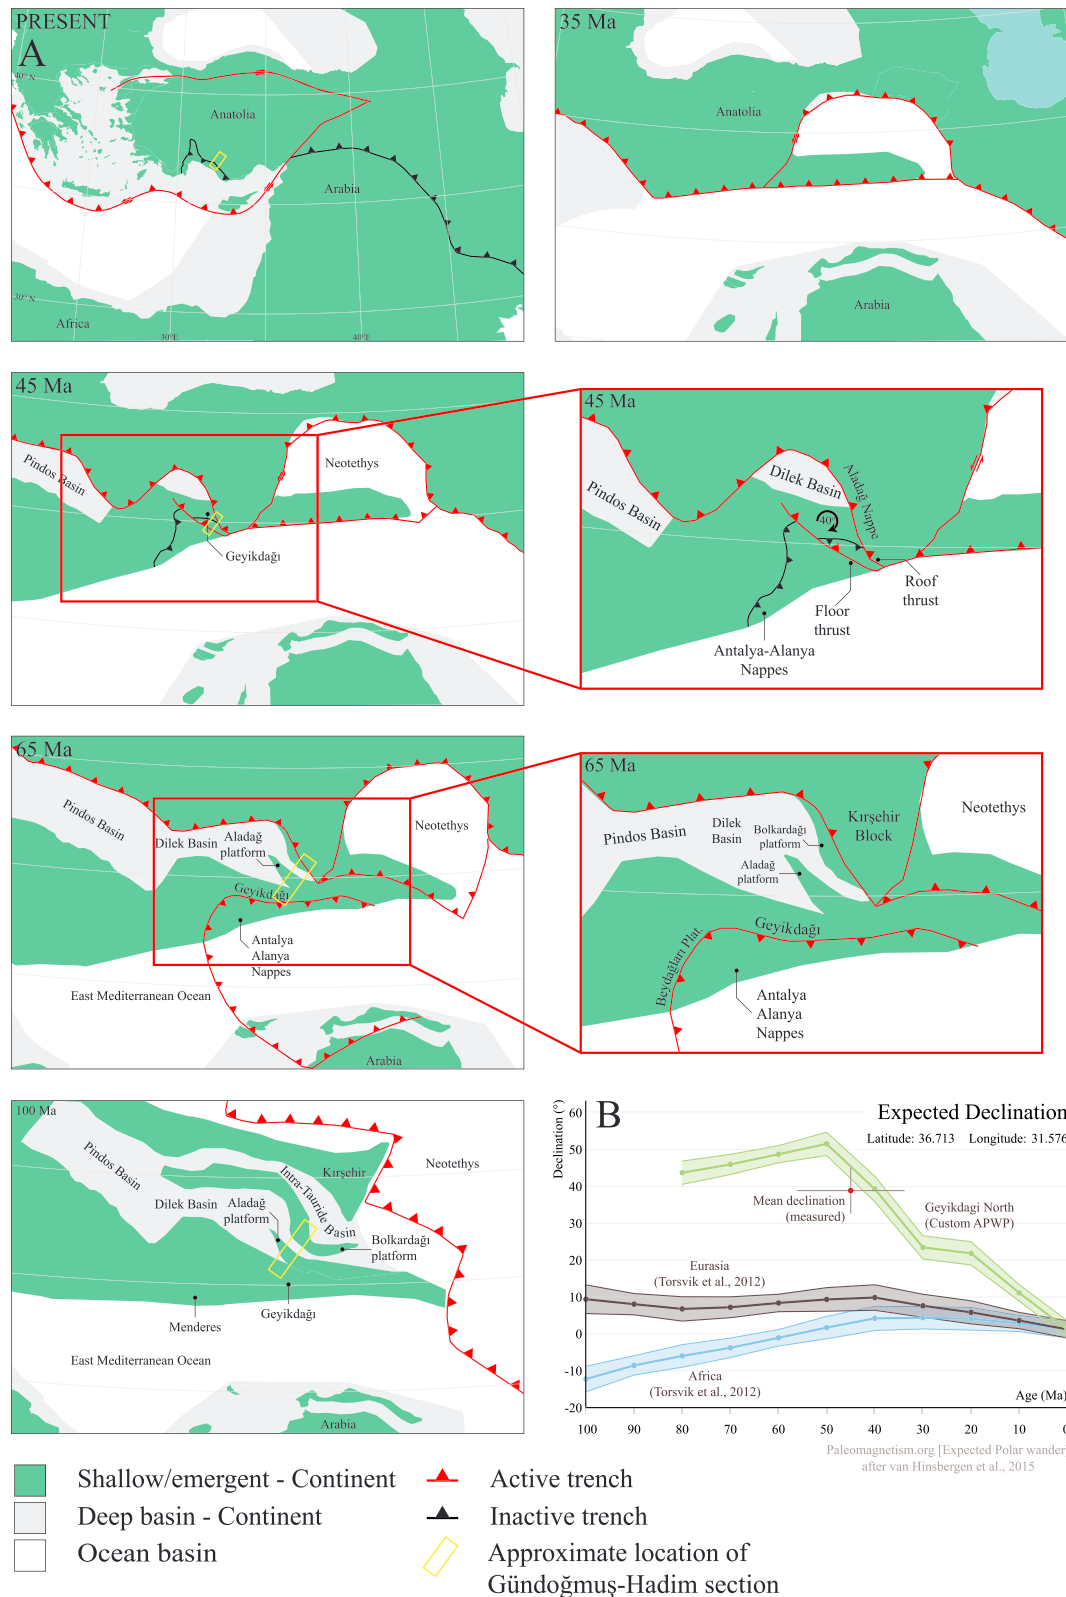 PRESENT
A
40° N
Anatolia
Arabia
30° N
Africa
30°E
40°E
35 Ma
Anatolia
Arabia
45 Ma
Pindos Basin
Neotethys
Geyikdağı
45 Ma
Pindos Basin
Dilek Basin
Aladağ Nappe
40°
Roof
thrust
Floor
thrust
Antalya-Alanya
Nappes
65 Ma
Pindos Basin
Dilek Basin
Aladağ
platform
Neotethys
Geyikdağı
Antalya
Alanya
Nappes
East Mediterranean Ocean
Arabia
65 Ma
Pindos Basin
Dilek
Basin
Bolkardağı
platform
Kırşehir
Block
Neotethys
Aladağ
platform
Geyikdağı
Beydağları Plat.
Antalya
Alanya
Nappes
100 Ma
Pindos Basin
Dilek Basin
Aladağ
platform
Intra-Tauride Basin
Kırşehir
Neotethys
Bolkardağı
platform
Geyikdağı
Menderes
East Mediterranean Ocean
Arabia
B
Expected Declination
Latitude: 36.713 Longitude: 31.576
Declination (°)
60
50
40
30
20
10
0
-10
-20
Mean declination
(measured)
Geyikdagi North
(Custom APWP)
Eurasia
(Torsvik et al., 2012)
Africa
(Torsvik et al., 2012)
Age (Ma)
100 90 80 70 60 50 40 30 20 10 0
Paleomagnetism.org [Expected Polar wander]
after van Hinsbergen et al., 2015
Shallow/emergent - Continent
Deep basin - Continent
Ocean basin
Active trench
Inactive trench
Approximate location of
Gündoğmuş-Hadim section